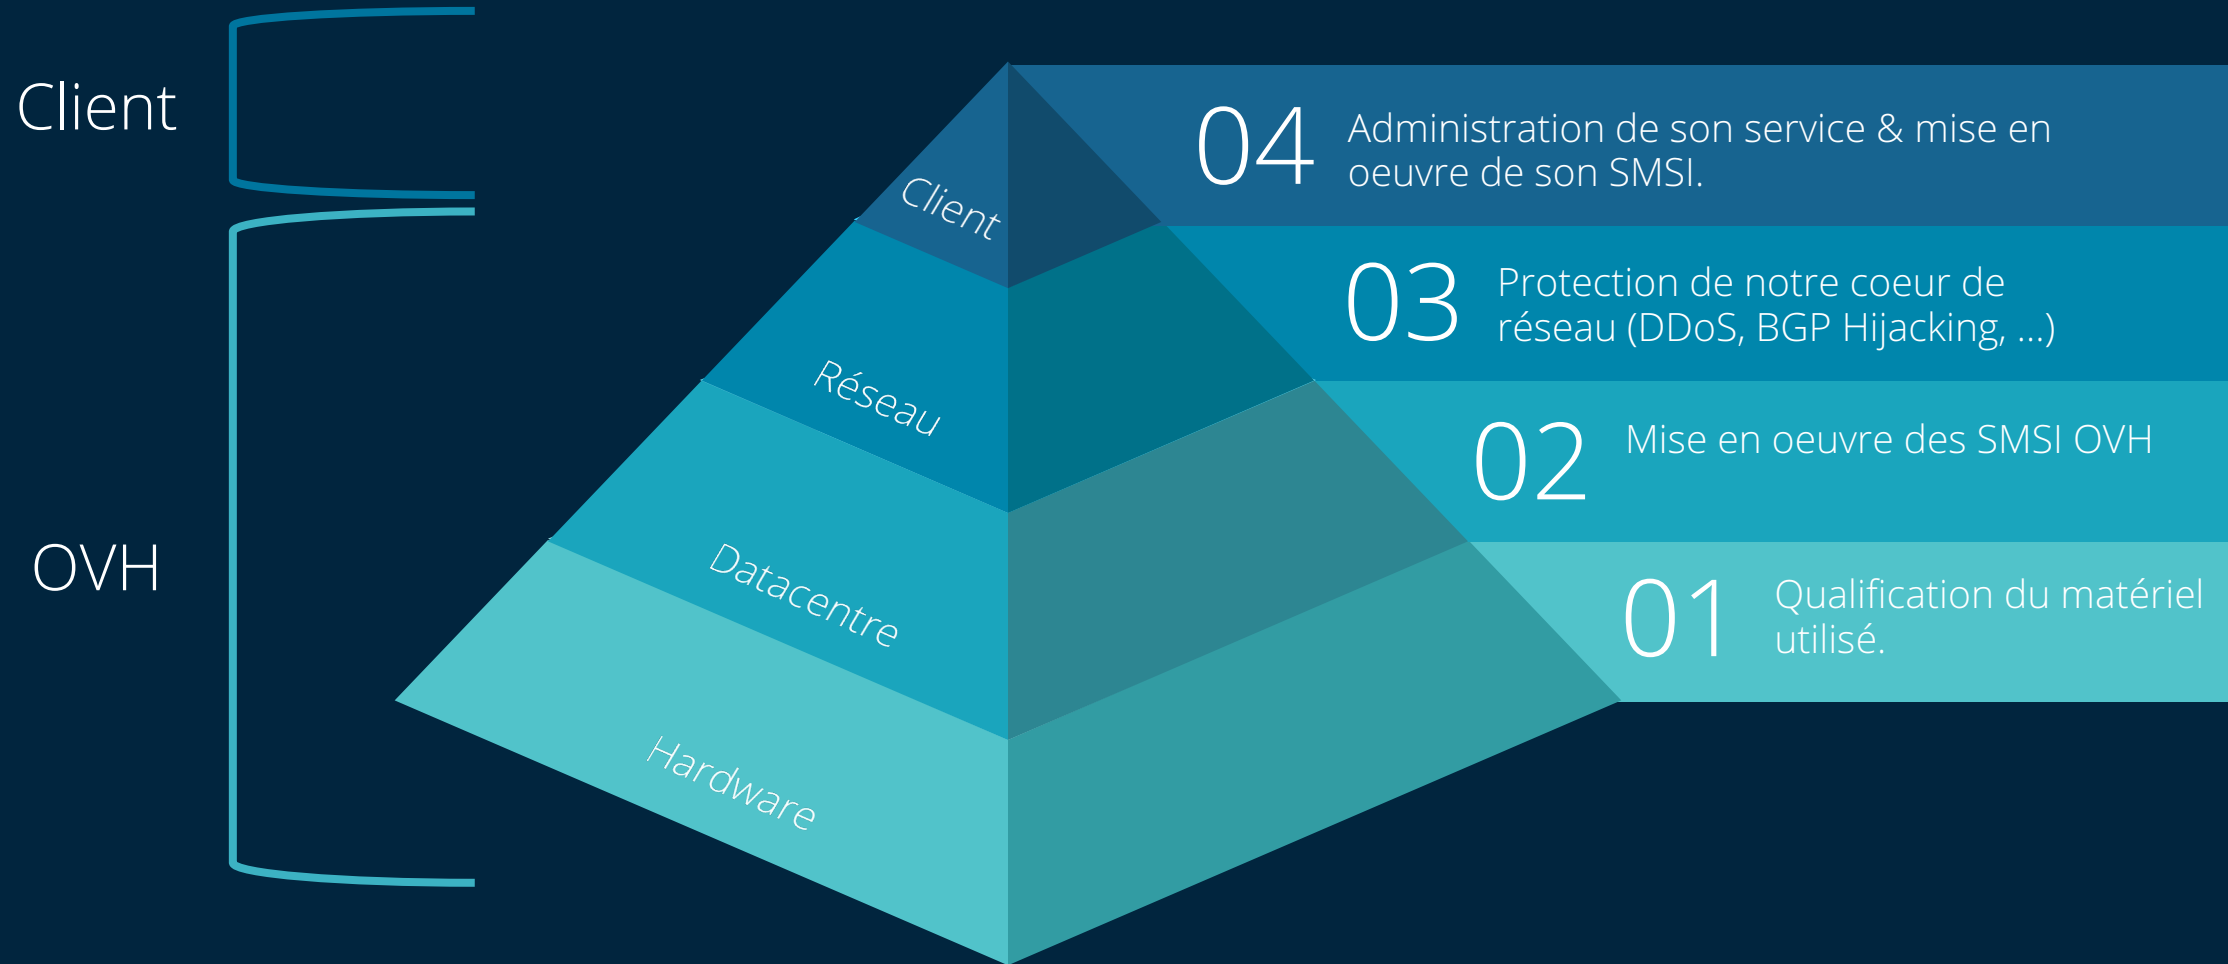 Client
OVH
Client
Réseau
Datacentre
Hardware
04
Administration de son service & mise en
oeuvre de son SMSI.
03
Protection de notre coeur de
réseau (DDoS, BGP Hijacking, ...)
02
Mise en oeuvre des SMSI OVH
01
Qualification du matériel
utilisé.